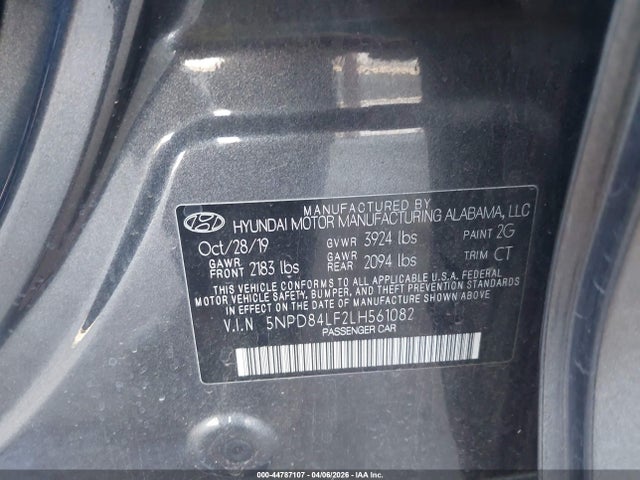 MANUFACTURED BY
HYUNDAI MOTOR MANUFACTURING ALABAMA, LLC
Oct/28/19 GVWR 3924 lbs PAINT 2G
GAWR FRONT 2183 lbs GAWR REAR 2094 lbs TRIM CT
THIS VEHICLE CONFORMS TO ALL APPLICABLE U.S.A. FEDERAL
MOTOR VEHICLE SAFETY, BUMPER, AND THEFT PREVENTION
STANDARDS IN EFFECT ON THE DATE OF MANUFACTURE SHOWN ABOVE.
V.I.N 5NPD84LF2LH561082
PASSENGER CAR
000-44787107 - 04/06/2026 - IAA Inc.